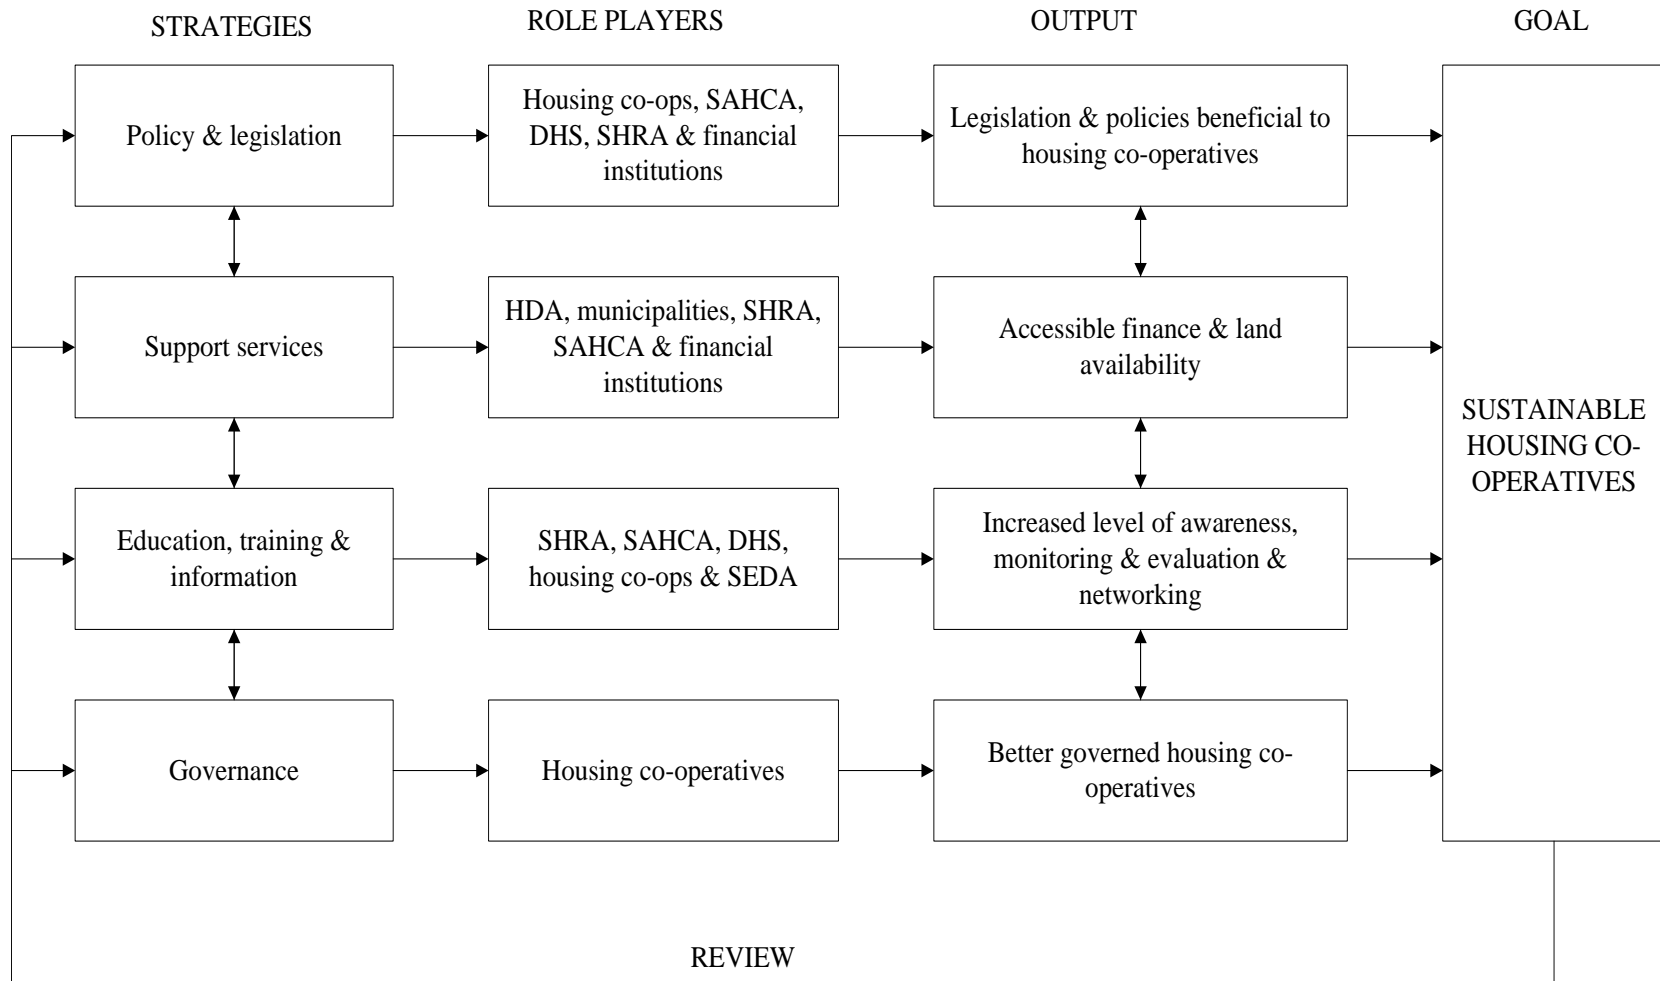 STRATEGIES
ROLE PLAYERS
OUTPUT
GOAL
Policy & legislation
Housing co-ops, SAHCA,
DHS, SHRA & financial
institutions
Legislation & policies beneficial to
housing co-operatives
Support services
HDA, municipalities, SHRA,
SAHCA & financial
institutions
Accessible finance & land
availability
Education, training &
information
SHRA, SAHCA, DHS,
housing co-ops & SEDA
Increased level of awareness,
monitoring & evaluation &
networking
Governance
Housing co-operatives
Better governed housing co-
operatives
SUSTAINABLE
HOUSING CO-
OPERATIVES
REVIEW